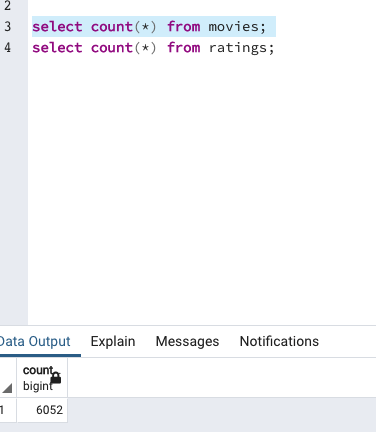 2
3 select count(*) from movies;
4 select count(*) from ratings;
Data Output Explain Messages Notifications
count
bigint
1 6052